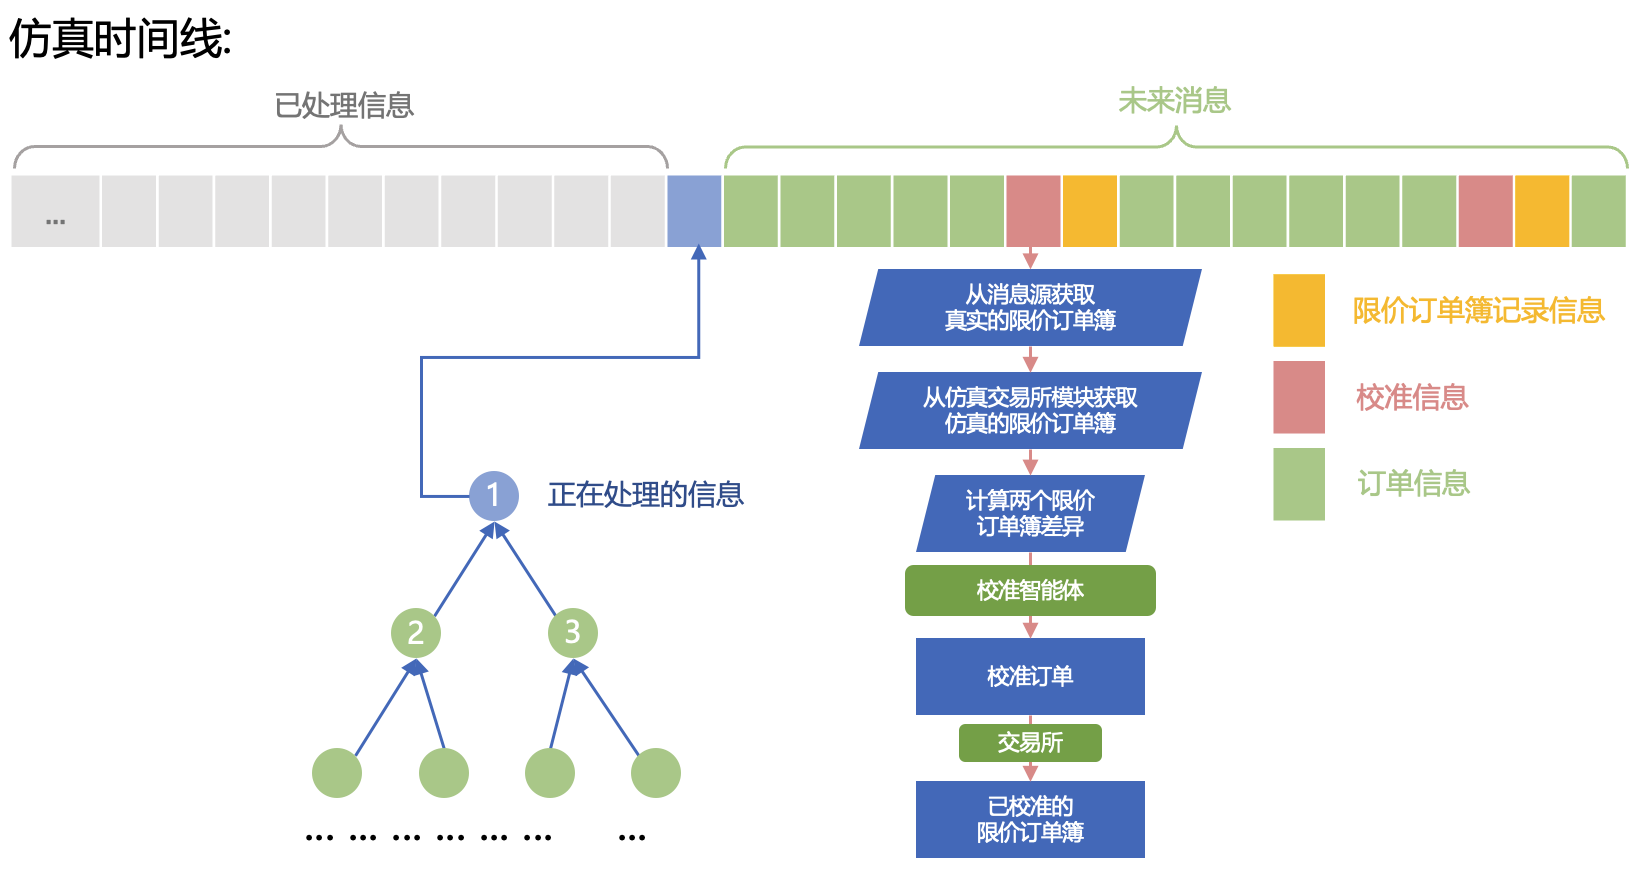 仿真时间线:
已处理信息
未来消息
...
从消息源获取
真实的限价订单簿
从仿真交易所模块获取
仿真的限价订单簿
计算两个限价
订单簿差异
校准智能体
校准订单
交易所
已校准的
限价订单簿
限价订单簿记录信息
校准信息
订单信息
1
正在处理的信息
2
3
... ... ... ... ... ... ...